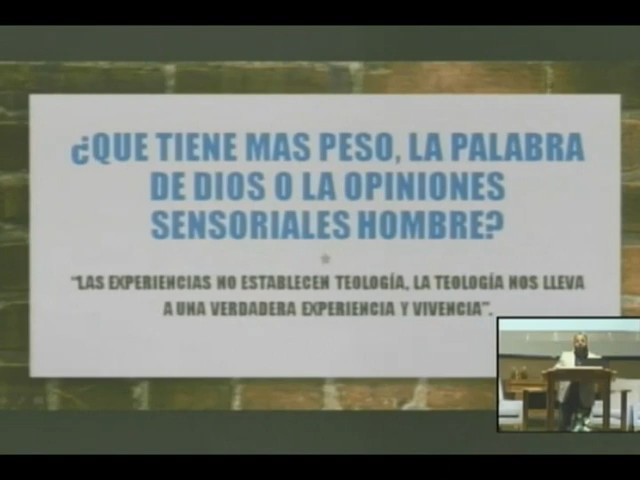 ¿QUE TIENE MAS PESO, LA PALABRA
DE DIOS O LA OPINIONES
SENSORIALES HOMBRE?
*
"LAS EXPERIENCIAS NO ESTABLECEN TEOLOGÍA, LA TEOLOGÍA NOS LLEVA
A UNA VERDADERA EXPERIENCIA Y VIVENCIA".